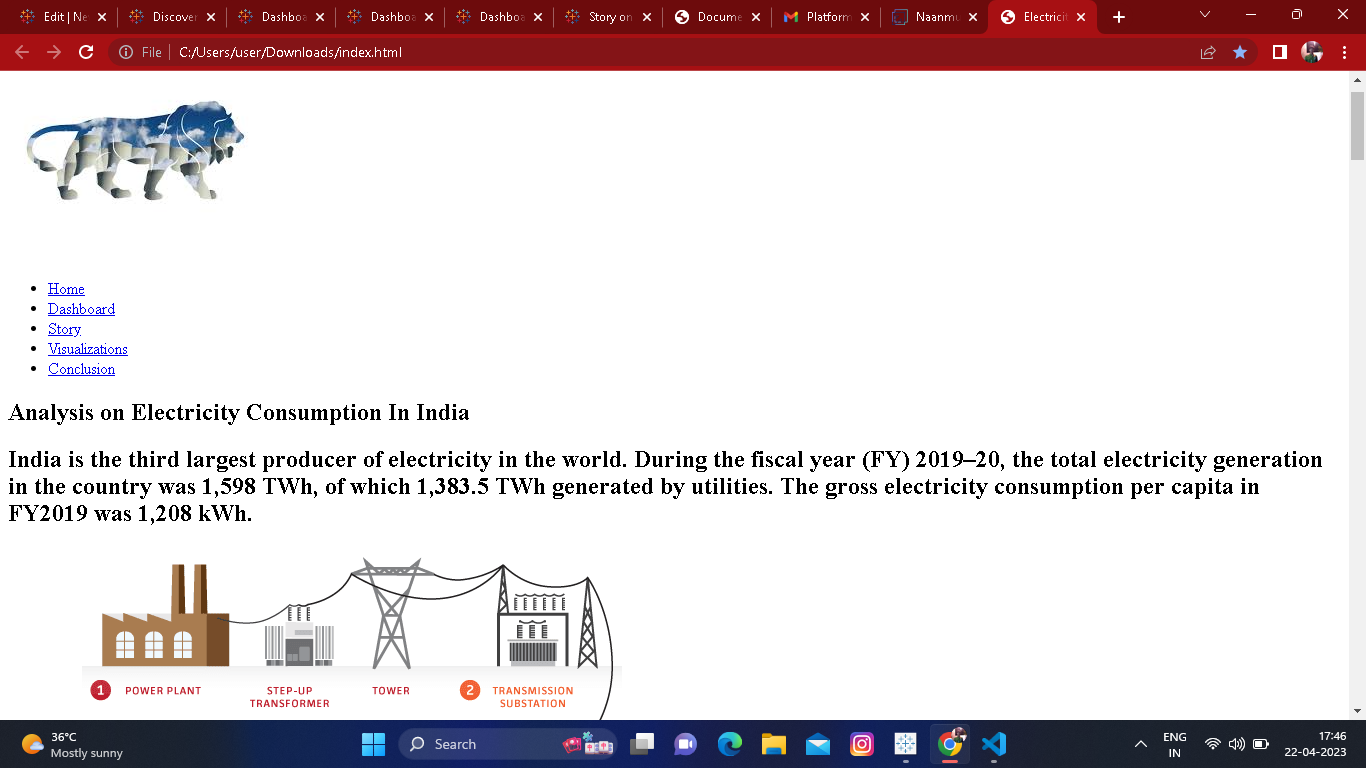 Edit | Ne
Discover
Dashboa
Dashboa
Dashboa
Story on
Docume
Platform
Naanmu
Electricit
File
C:/Users/user/Downloads/index.html
Home
Dashboard
Story
Visualizations
Conclusion
Analysis on Electricity Consumption In India
India is the third largest producer of electricity in the world. During the fiscal year (FY) 2019–20, the total electricity generation
in the country was 1,598 TWh, of which 1,383.5 TWh generated by utilities. The gross electricity consumption per capita in
FY2019 was 1,208 kWh.
1 POWER PLANT
STEP-UP
TRANSFORMER
TOWER
2 TRANSMISSION
SUBSTATION
36°C
Mostly sunny
Search
ENG
IN
17:46
22-04-2023